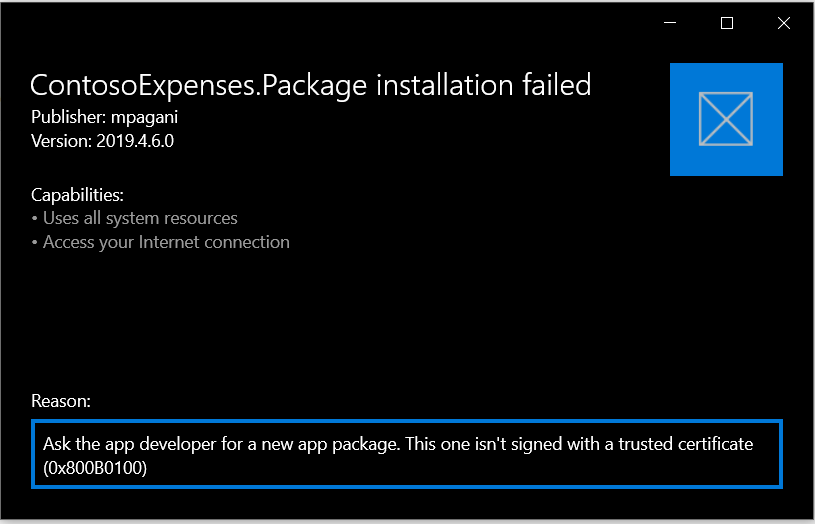 ContosoExpenses.Package installation failed
Publisher: mpagani
Version: 2019.4.6.0
Capabilities:
• Uses all system resources
• Access your Internet connection
Reason:
Ask the app developer for a new app package. This one isn't signed with a trusted certificate
(0x800B0100)